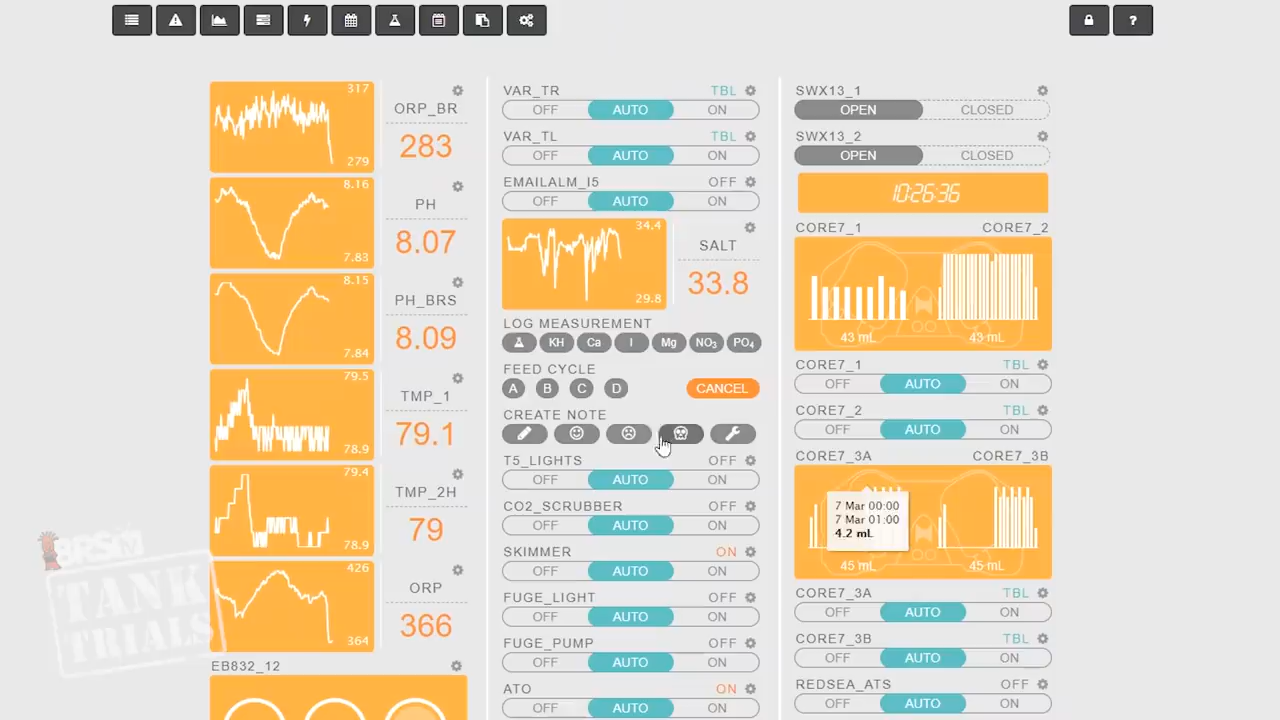 317
ORP_BR
283
279
8.16
PH
8.07
7.83
8.15
PH_BRS
8.09
7.84
79.5
TMP_1
79.1
78.9
79.4
TMP_2H
79
78.9
426
ORP
366
364
EB832_12
BRStv
TANK
TRIALS
VAR_TR TBL
OFF AUTO ON
VAR_TL TBL
OFF AUTO ON
EMAILALM_I5 OFF
OFF AUTO ON
34.4
SALT
33.8
29.8
LOG MEASUREMENT
KH Ca I Mg NO3 PO4
FEED CYCLE
A B C D CANCEL
CREATE NOTE
T5_LIGHTS OFF
OFF AUTO ON
CO2_SCRUBBER OFF
OFF AUTO ON
SKIMMER ON
OFF AUTO ON
FUGE_LIGHT OFF
OFF AUTO ON
FUGE_PUMP OFF
OFF AUTO ON
ATO ON
OFF AUTO ON
?
SWX13_1
OPEN CLOSED
SWX13_2
OPEN CLOSED
10:26:36
CORE7_1 CORE7_2
43 mL 43 mL
CORE7_1 TBL
OFF AUTO ON
CORE7_2 TBL
OFF AUTO ON
CORE7_3A CORE7_3B
7 Mar 00:00
7 Mar 01:00
4.2 mL
45 mL 45 mL
CORE7_3A TBL
OFF AUTO ON
CORE7_3B TBL
OFF AUTO ON
REDSEA_ATS OFF
OFF AUTO ON